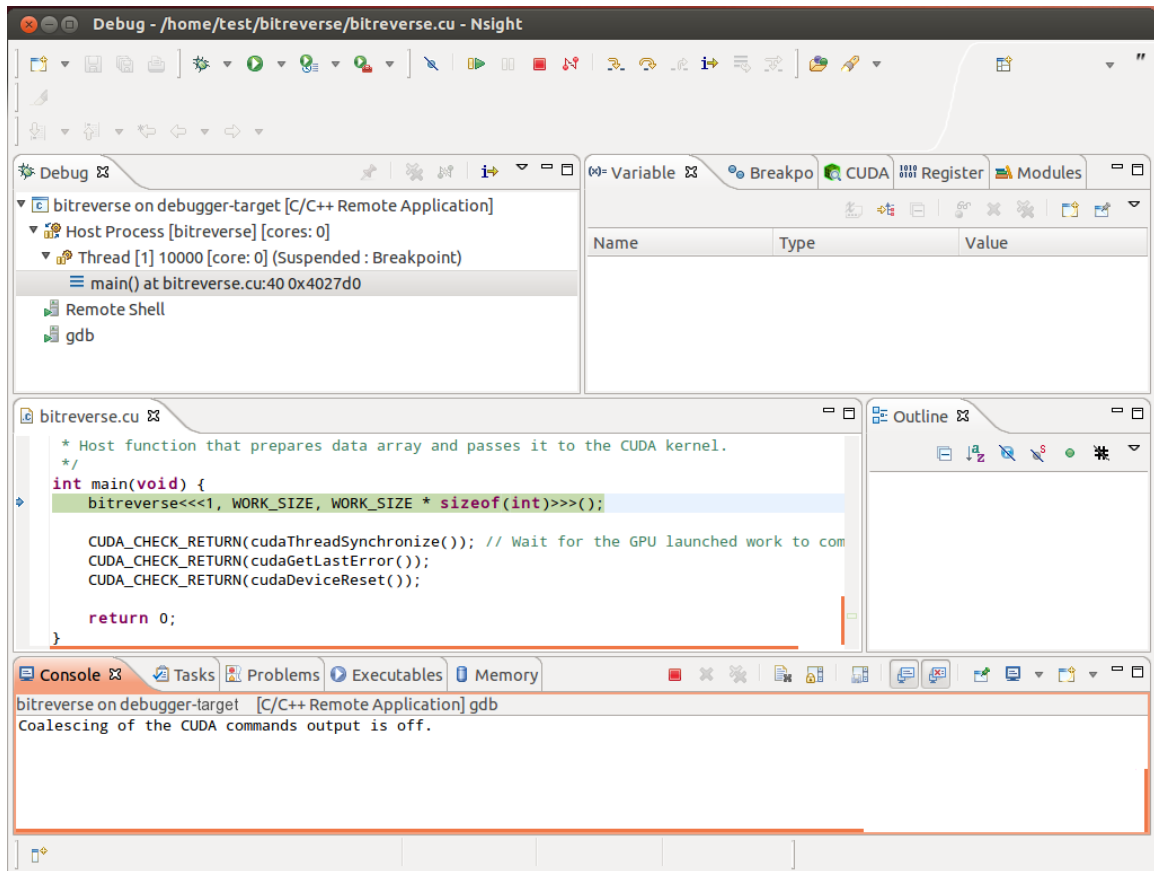 Debug - /home/test/bitreverse/bitreverse.cu - Nsight
Debug
bitreverse on debugger-target [C/C++ Remote Application]
Host Process [bitreverse] [cores: 0]
Thread [1] 10000 [core: 0] (Suspended : Breakpoint)
main() at bitreverse.cu:40 0x4027d0
Remote Shell
gdb
(x)= Variable Breakpo CUDA 1010 0101 Register Modules
Name Type Value
bitreverse.cu
* Host function that prepares data array and passes it to the CUDA kernel.
*/
int main(void) {
bitreverse<<<1, WORK_SIZE, WORK_SIZE * sizeof(int)>>>();
CUDA_CHECK_RETURN(cudaThreadSynchronize()); // Wait for the GPU launched work to com
CUDA_CHECK_RETURN(cudaGetLastError());
CUDA_CHECK_RETURN(cudaDeviceReset());
return 0;
}
Outline
Console Tasks Problems Executables Memory
bitreverse on debugger-target [C/C++ Remote Application] gdb
Coalescing of the CUDA commands output is off.